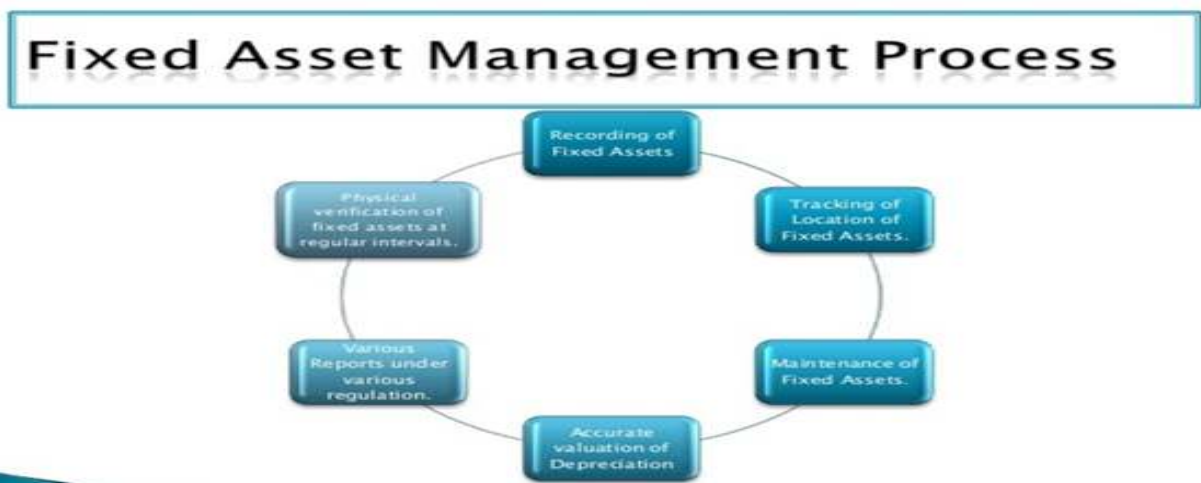 Fixed Asset Management Process
Recording of
Fixed Assets
Tracking of
Location of
Fixed Assets.
Maintenance of
Fixed Assets.
Accurate
valuation of
Depreciation
Various
Reports under
various
regulation.
Physical
verification of
fixed assets at
regular intervals.